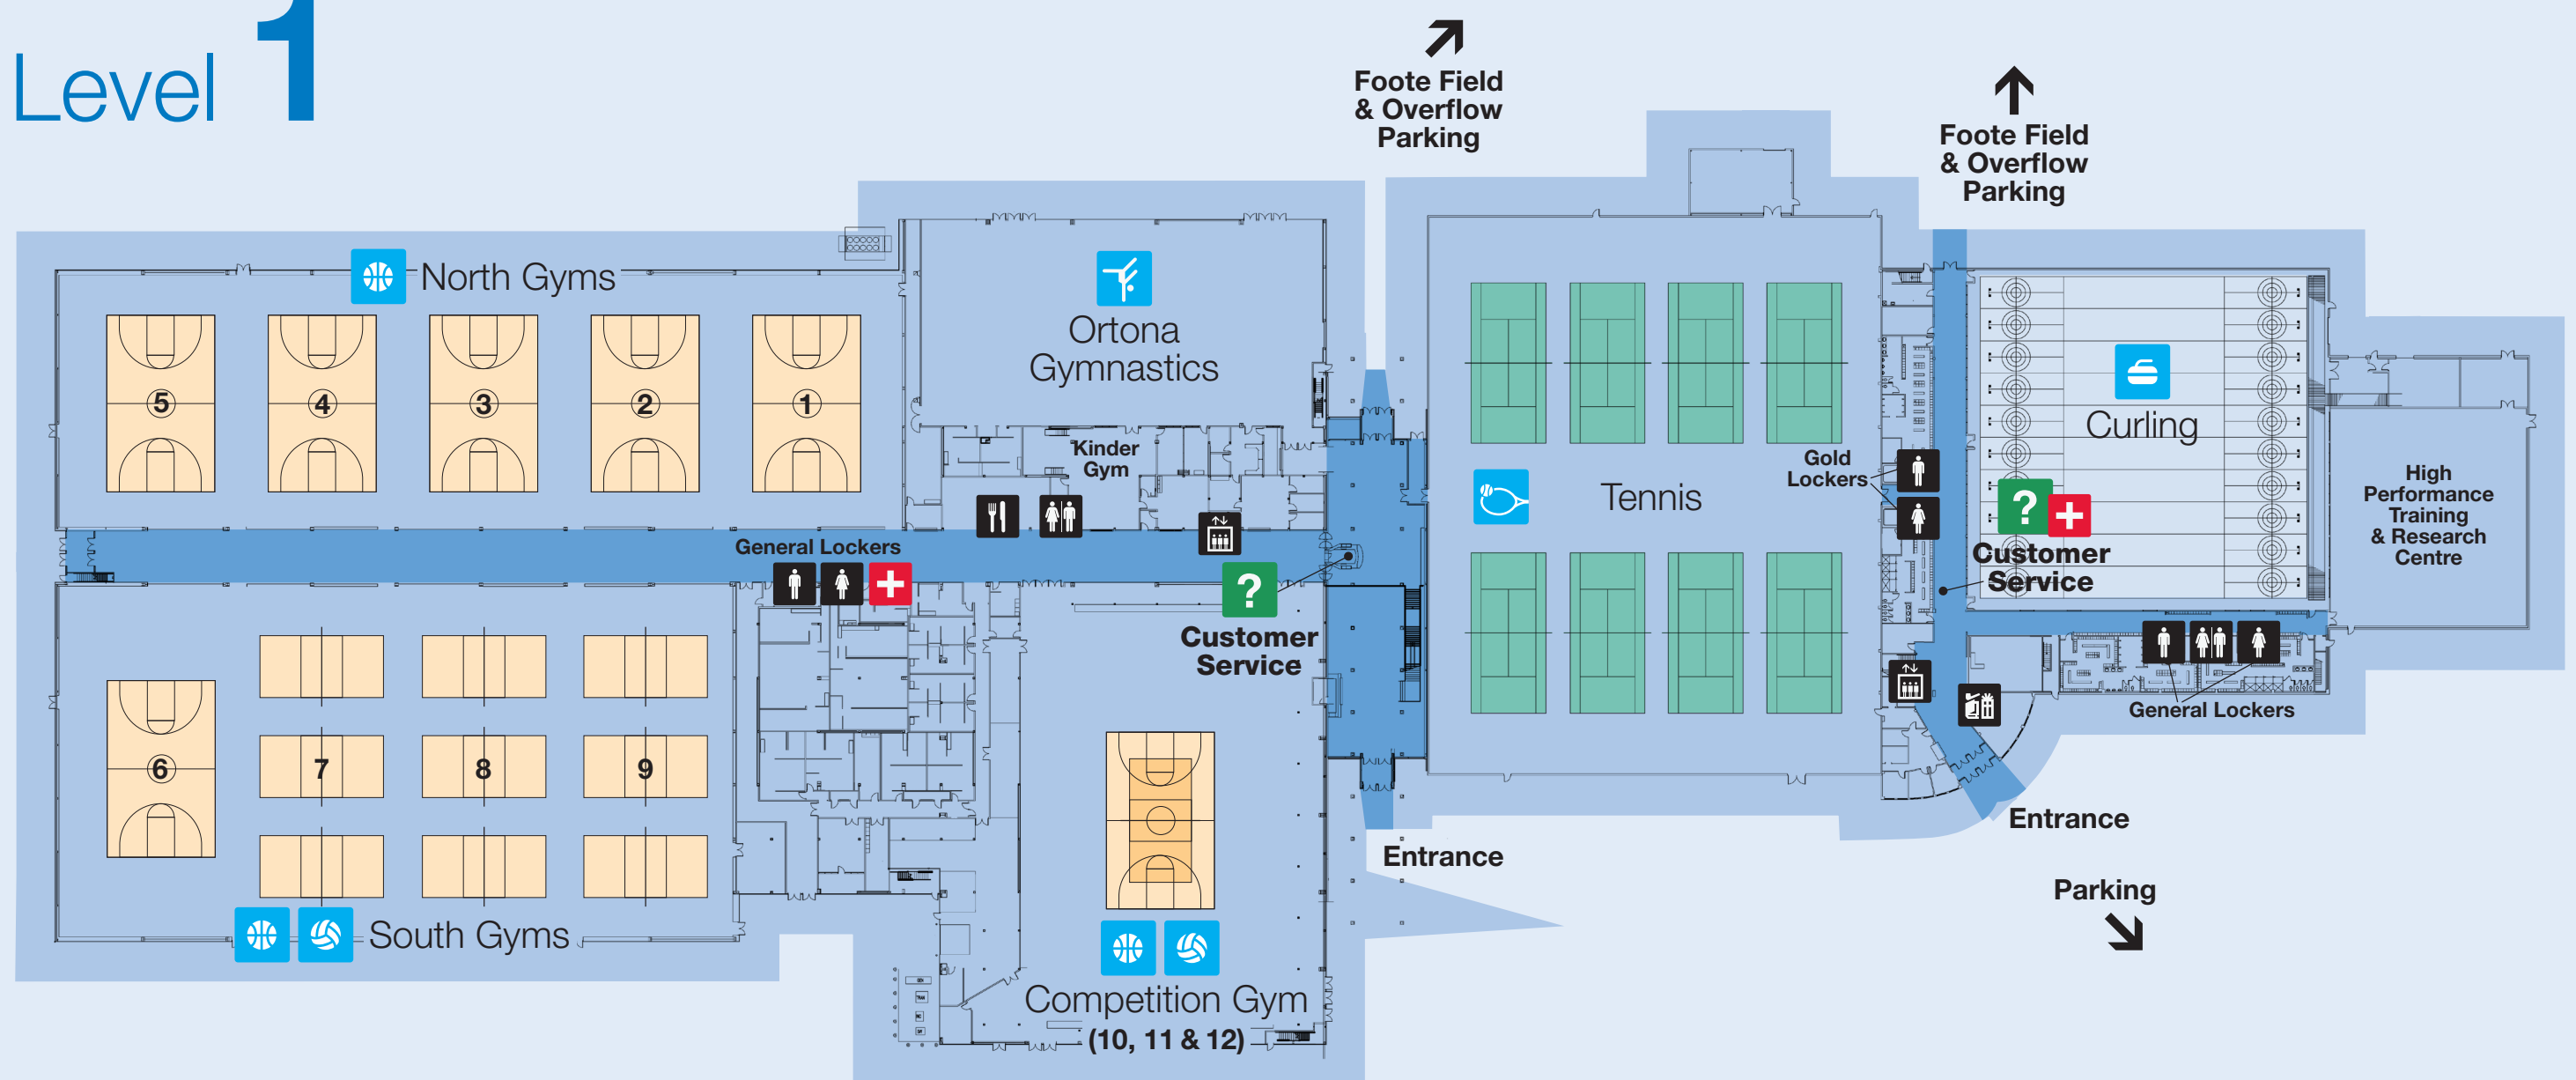 Level 1
Foote Field
& Overflow
Parking
Foote Field
& Overflow
Parking
North Gyms
5
4
3
2
1
Ortona
Gymnastics
Kinder
Gym
General Lockers
?
Customer
Service
Tennis
Gold
Lockers
Curling
?
Customer
Service
High
Performance
Training
& Research
Centre
General Lockers
6
7
8
9
South Gyms
Competition Gym
(10, 11 & 12)
Entrance
Entrance
Parking